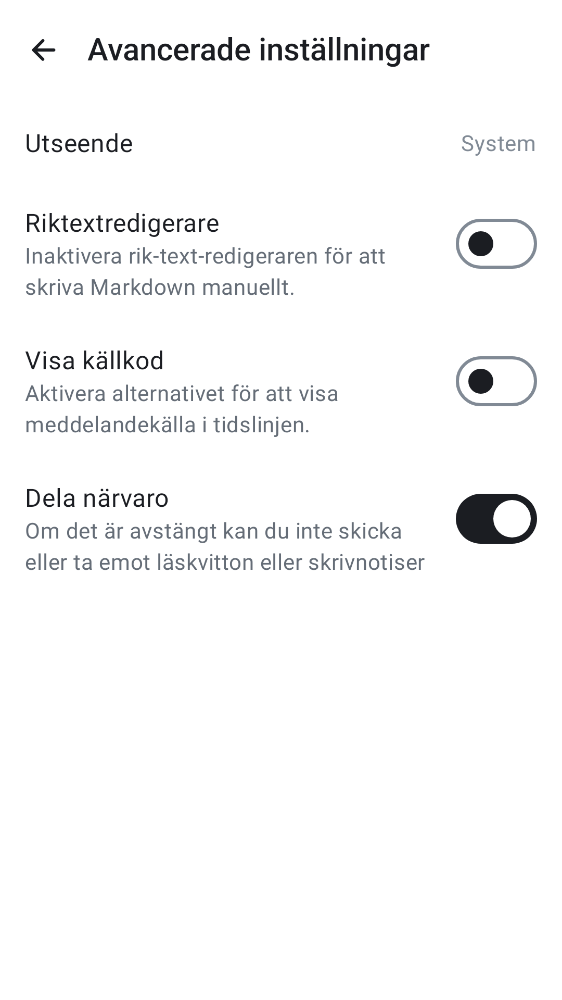 Avancerade inställningar
Utseende
System
Riktextredigerare
Inaktivera rik-text-redigeraren för att
skriva Markdown manuellt.
Visa källkod
Aktivera alternativet för att visa
meddelandekälla i tidslinjen.
Dela närvaro
Om det är avstängt kan du inte skicka
eller ta emot läskvitton eller skrivnotiser